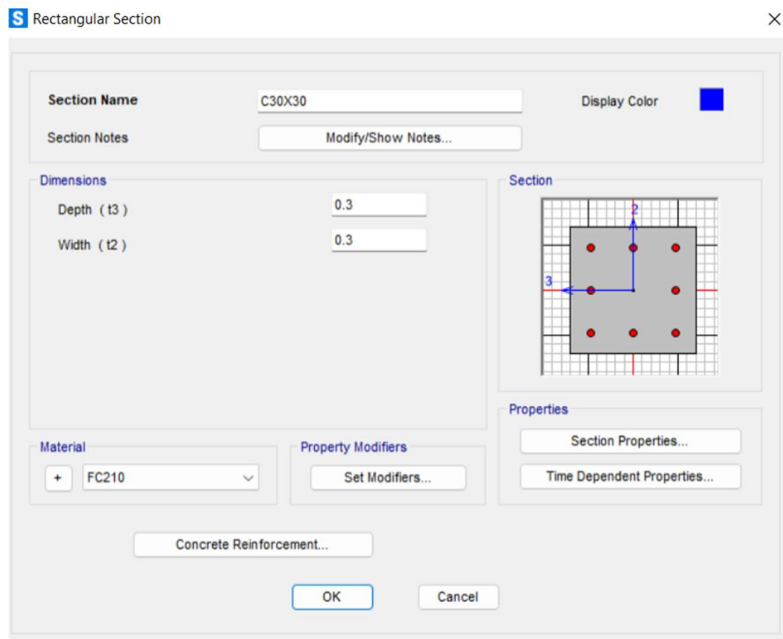 S Rectangular Section
Section Name C30X30 Display Color
Section Notes Modify/Show Notes...
Dimensions
Depth ( t3 ) 0.3
Width ( t2 ) 0.3
Section
2
3
Properties
Section Properties...
Time Dependent Properties...
Material
+ FC210
Property Modifiers
Set Modifiers...
Concrete Reinforcement...
OK Cancel